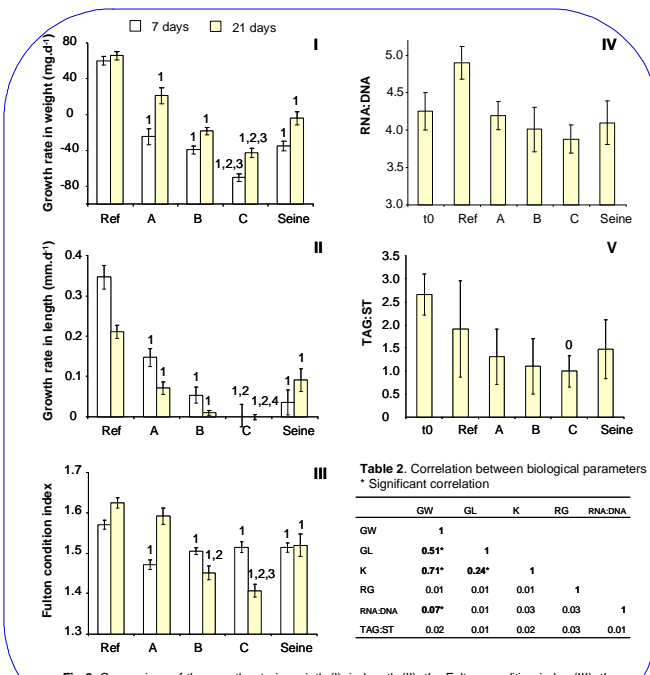 7 days 21 days
I
Growth rate in weight (mg.d-1)
80
40
0
-40
-80
1
1
1
1
1,2,3
1,2,3
1
1
Ref A B C Seine
II
Growth rate in length (mm.d-1)
0.4
0.3
0.2
0.1
0
1
1
1
1
1,2
1,2,4
1
1
Ref A B C Seine
III
Fulton condition index
1.7
1.6
1.5
1.4
1.3
1
1
1,2
1
1,2,3
1
1
Ref A B C Seine
IV
RNA:DNA
5.0
4.5
4.0
3.5
3.0
t0 Ref A B C Seine
V
TAG:ST
3.5
3.0
2.5
2.0
1.5
1.0
0.5
0
0
t0 Ref A B C Seine
Table 2. Correlation between biological parameters
* Significant correlation
GW GL K RG RNA:DNA
GW 1
GL 0.51* 1
K 0.71* 0.24* 1
RG 0.01 0.01 0.01 1
RNA:DNA 0.07* 0.01 0.03 0.03 1
TAG:ST 0.02 0.01 0.02 0.03 0.01